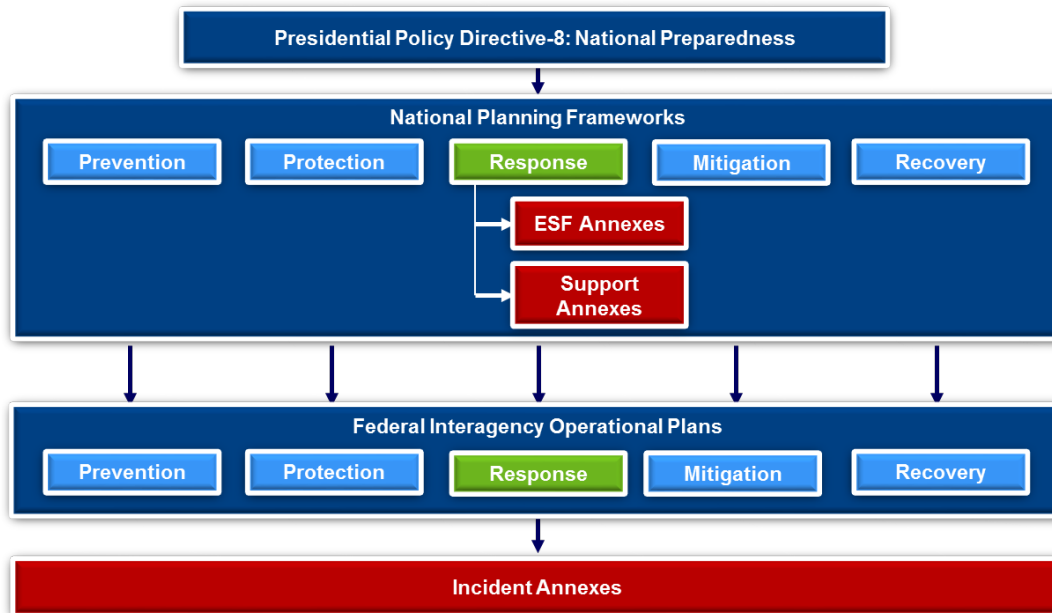 Presidential Policy Directive-8: National Preparedness
National Planning Frameworks
Prevention
Protection
Response
Mitigation
Recovery
ESF Annexes
Support
Annexes
Federal Interagency Operational Plans
Prevention
Protection
Response
Mitigation
Recovery
Incident Annexes